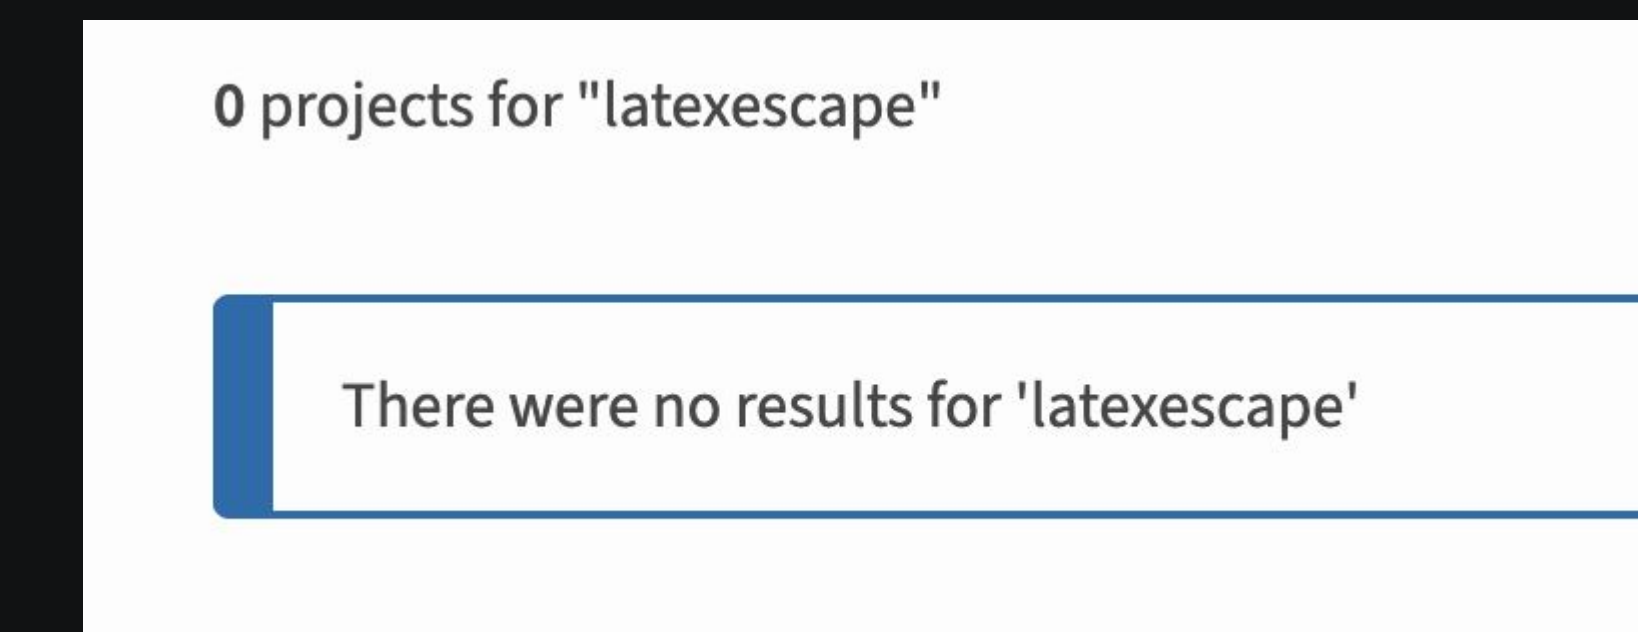 0 projects for "latexescape"
There were no results for 'latexescape'